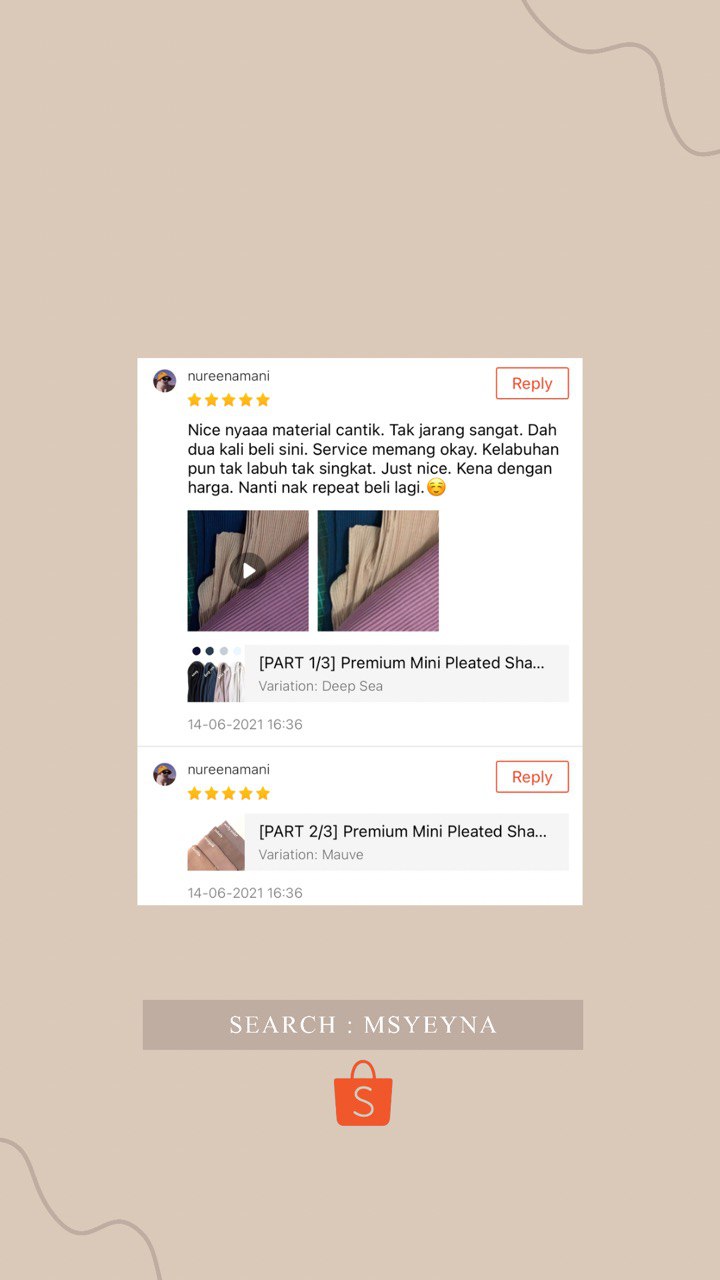 nureenamani
Reply
Nice nyaaa material cantik. Tak jarang sangat. Dah
dua kali beli sini. Service memang okay. Kelabuhan
pun tak labuh tak singkat. Just nice. Kena dengan
harga. Nanti nak repeat beli lagi.☺️
[PART 1/3] Premium Mini Pleated Sha...
Variation: Deep Sea
14-06-2021 16:36
nureenamani
Reply
[PART 2/3] Premium Mini Pleated Sha...
Variation: Mauve
14-06-2021 16:36
SEARCH : MSYEYNA
S